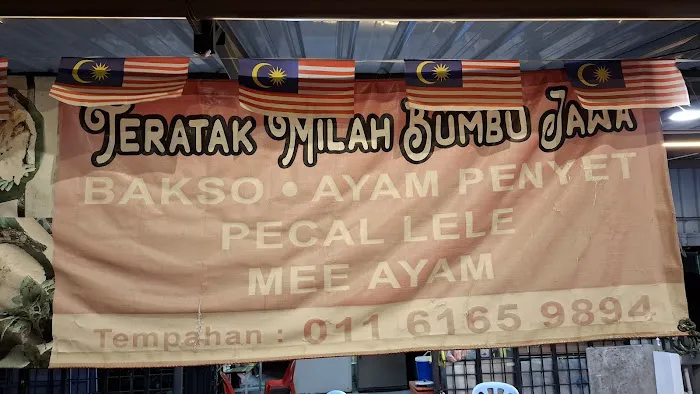 Teratak Milah Bumbu Jawa
BAKSO • AYAM PENYET
PECAL LELE
MEE AYAM
Tempahan : 011 6165 9894